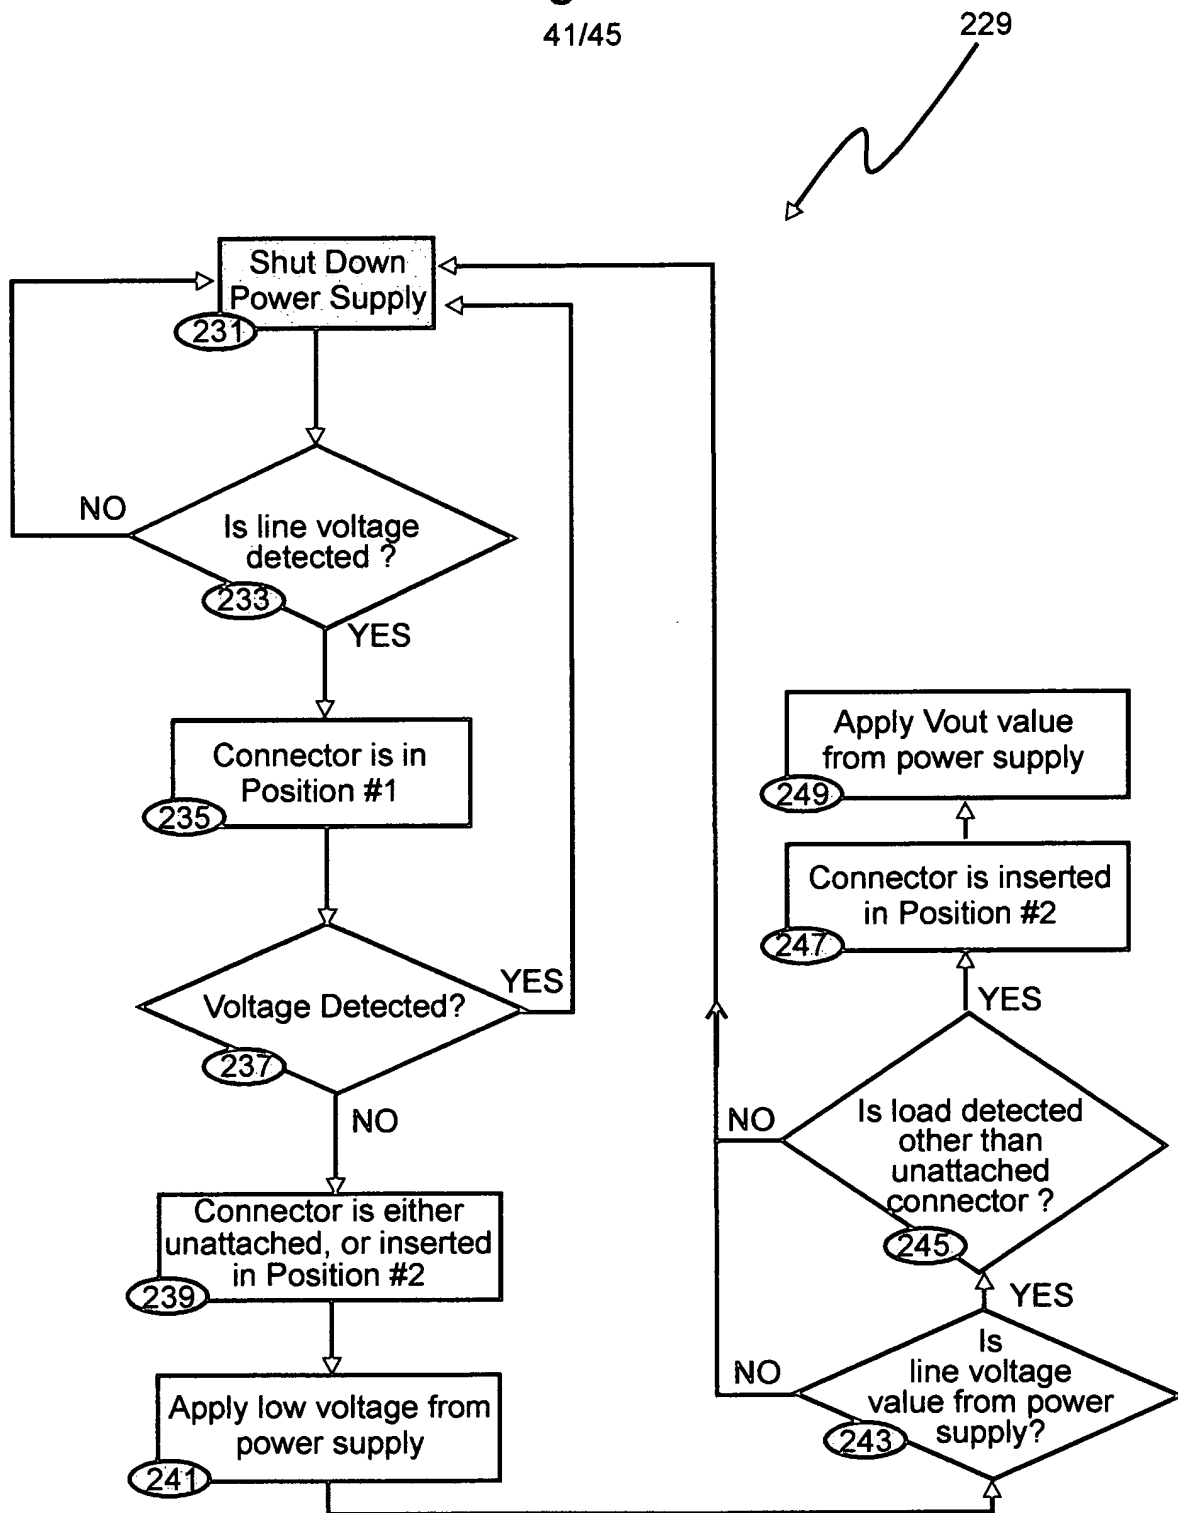 41/45
229
Shut Down
Power Supply
231
NO
Is line voltage
detected ?
233
YES
Connector is in
Position #1
235
Voltage Detected?
YES
237
NO
Connector is either
unattached, or inserted
in Position #2
239
Apply low voltage from
power supply
241
Apply Vout value
from power supply
249
Connector is inserted
in Position #2
247
YES
NO
Is load detected
other than
unattached
connector ?
245
YES
NO
Is
line voltage
value from power
supply?
243